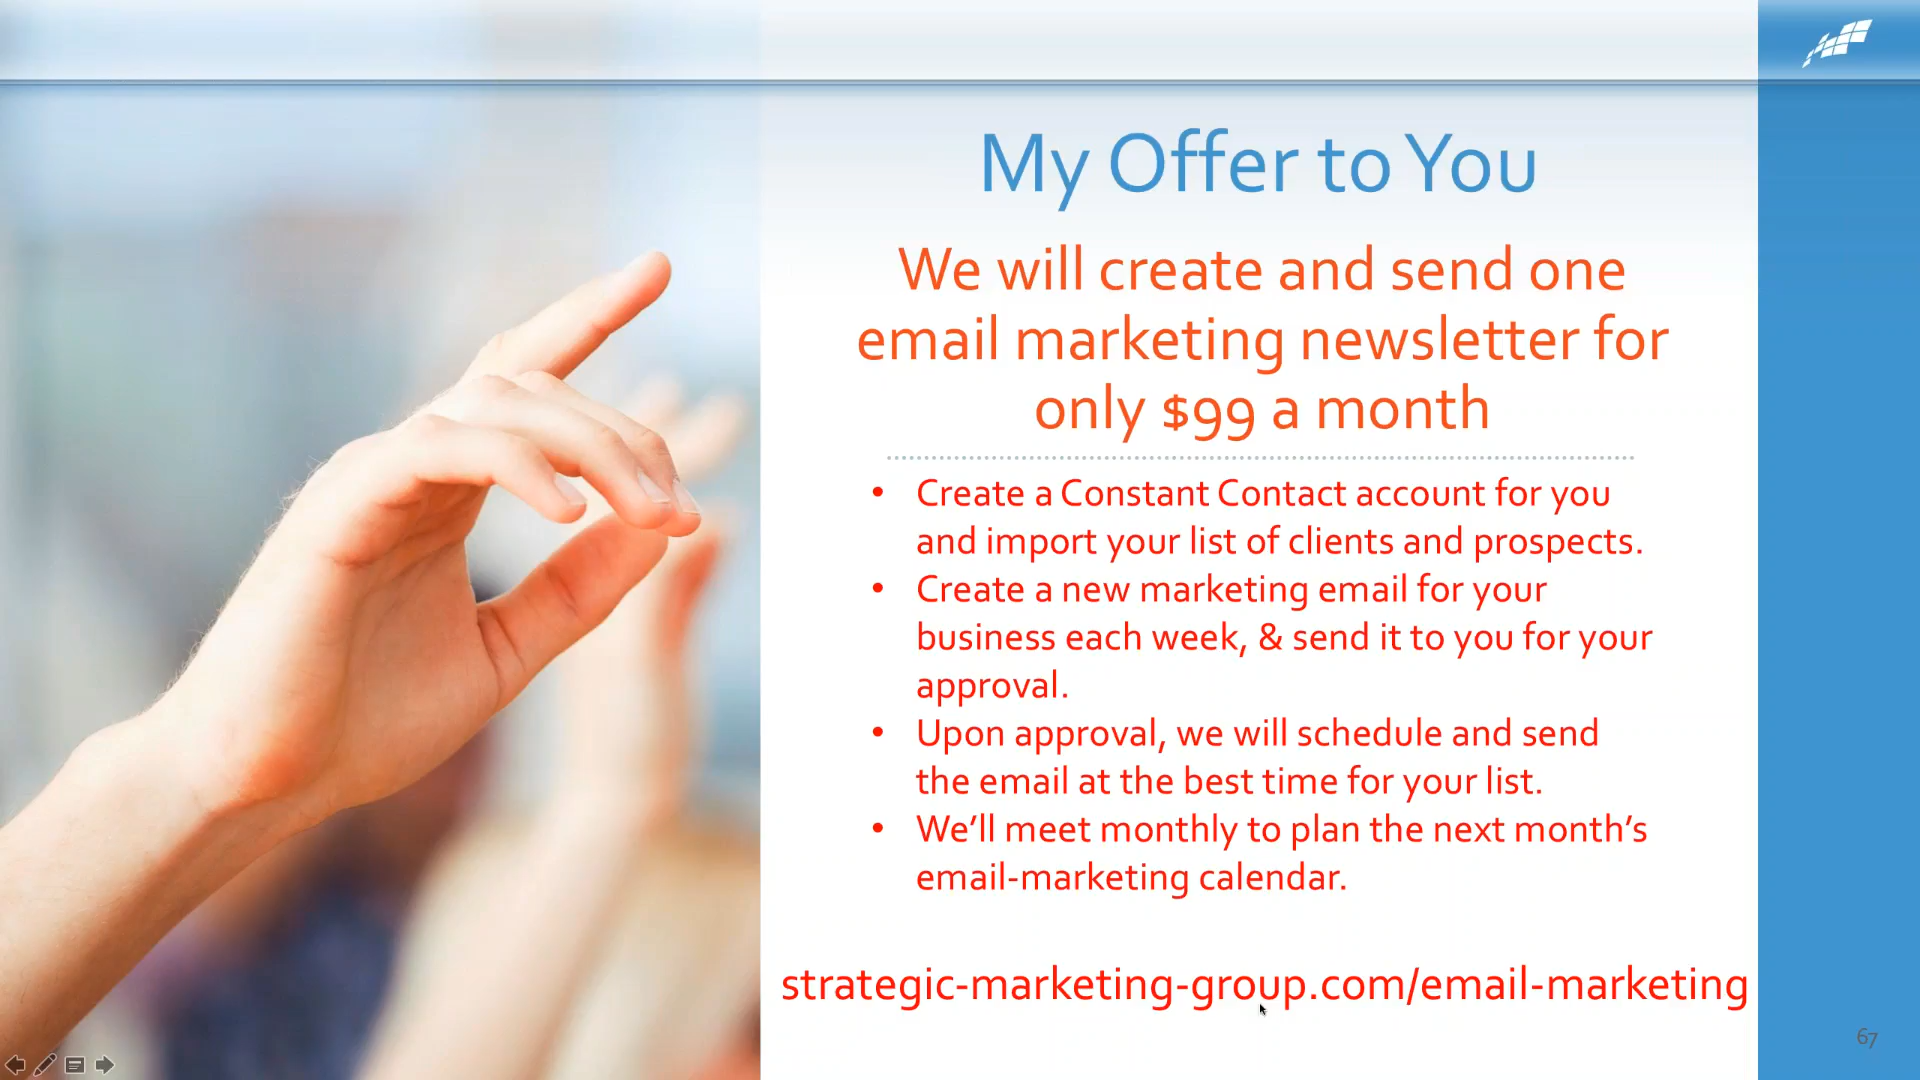 My Offer to You
We will create and send one
email marketing newsletter for
only $99 a month
• Create a Constant Contact account for you
and import your list of clients and prospects.
• Create a new marketing email for your
business each week, & send it to you for your
approval.
• Upon approval, we will schedule and send
the email at the best time for your list.
• We’ll meet monthly to plan the next month’s
email-marketing calendar.
strategic-marketing-group.com/email-marketing
67